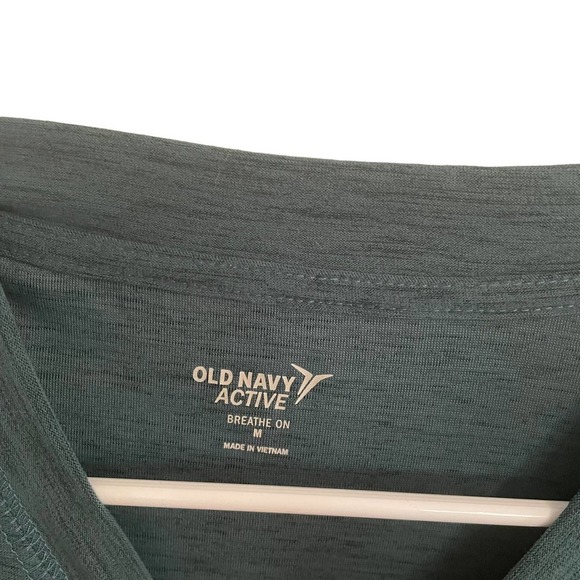 OLD NAVY
ACTIVE
BREATHE ON
M
MADE IN VIETNAM